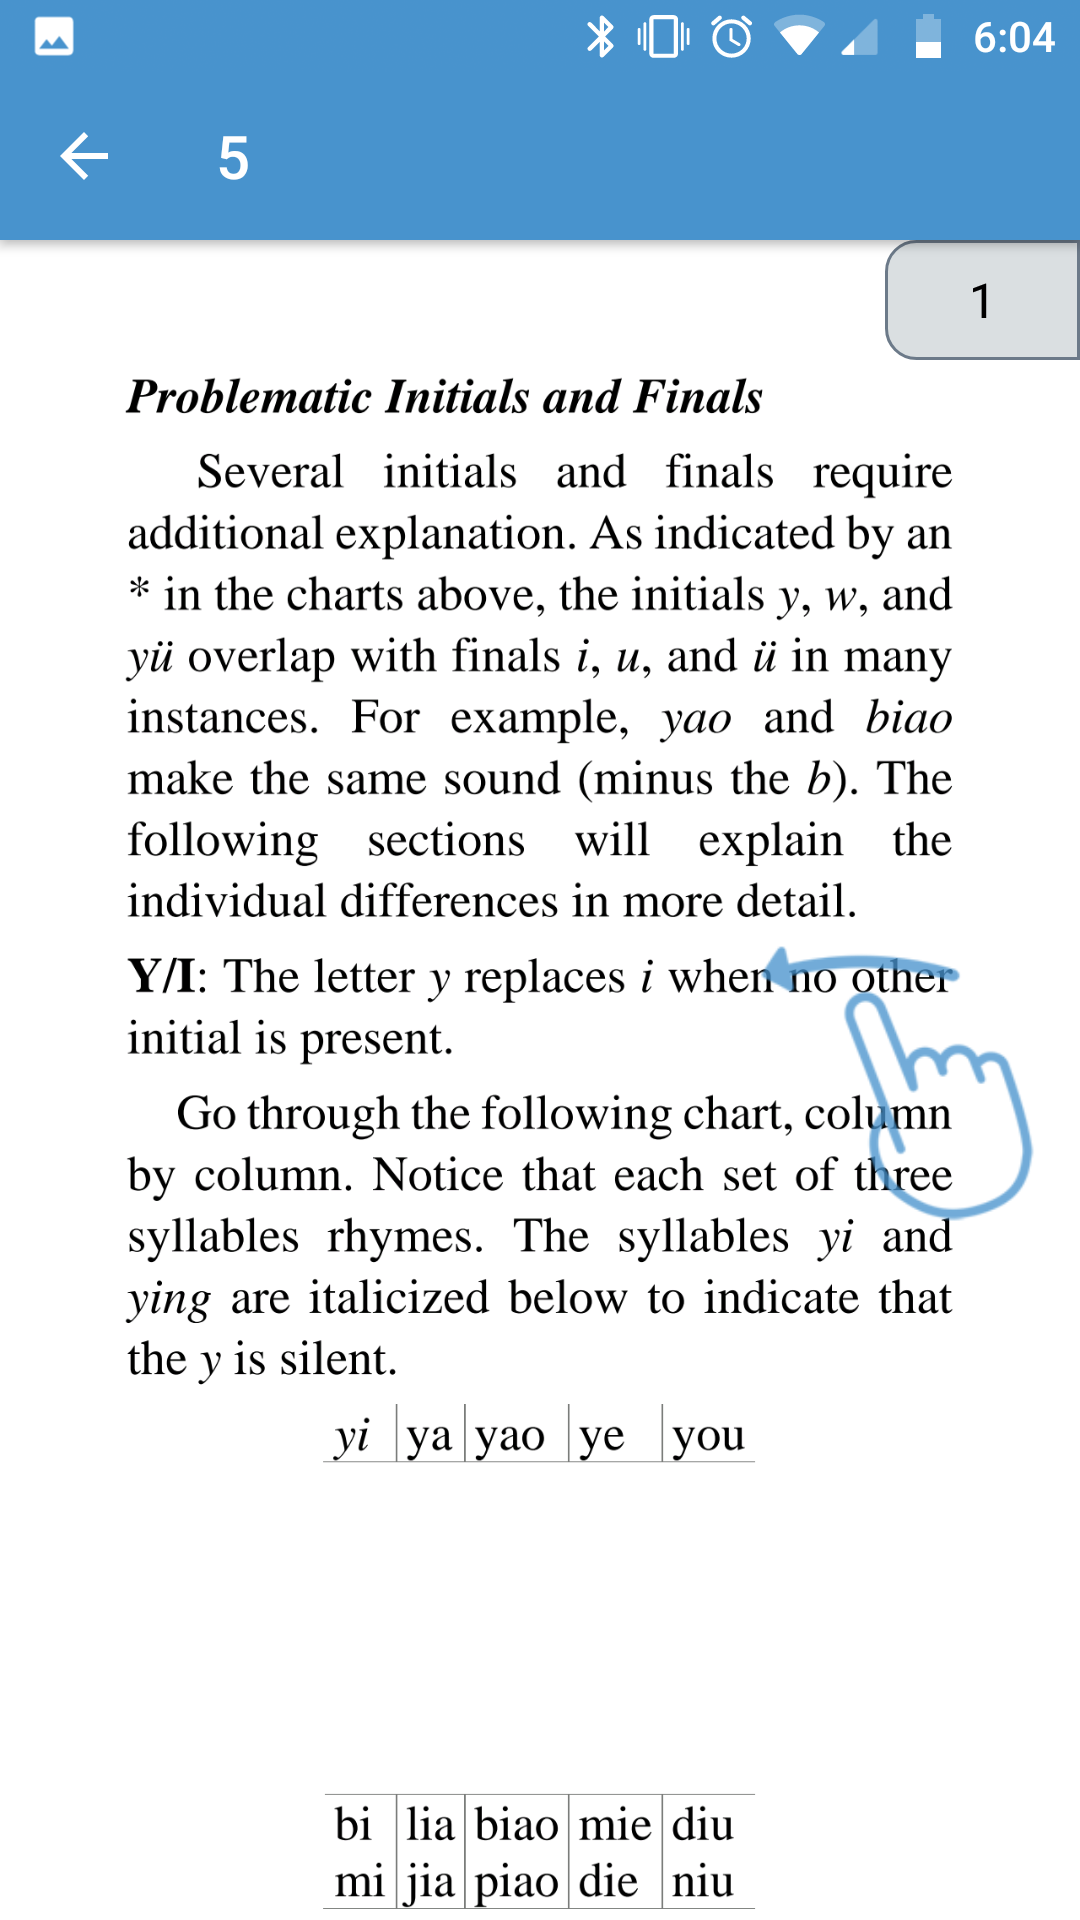 6:04
5
1
Problematic Initials and Finals
Several initials and finals require
additional explanation. As indicated by an
* in the charts above, the initials y, w, and
yü overlap with finals i, u, and ü in many
instances. For example, yao and biao
make the same sound (minus the b). The
following sections will explain the
individual differences in more detail.
Y/I: The letter y replaces i when no other
initial is present.
Go through the following chart, column
by column. Notice that each set of three
syllables rhymes. The syllables yi and
ying are italicized below to indicate that
the y is silent.
yi ya yao ye you
bi lia biao mie diu
mi jia piao die niu